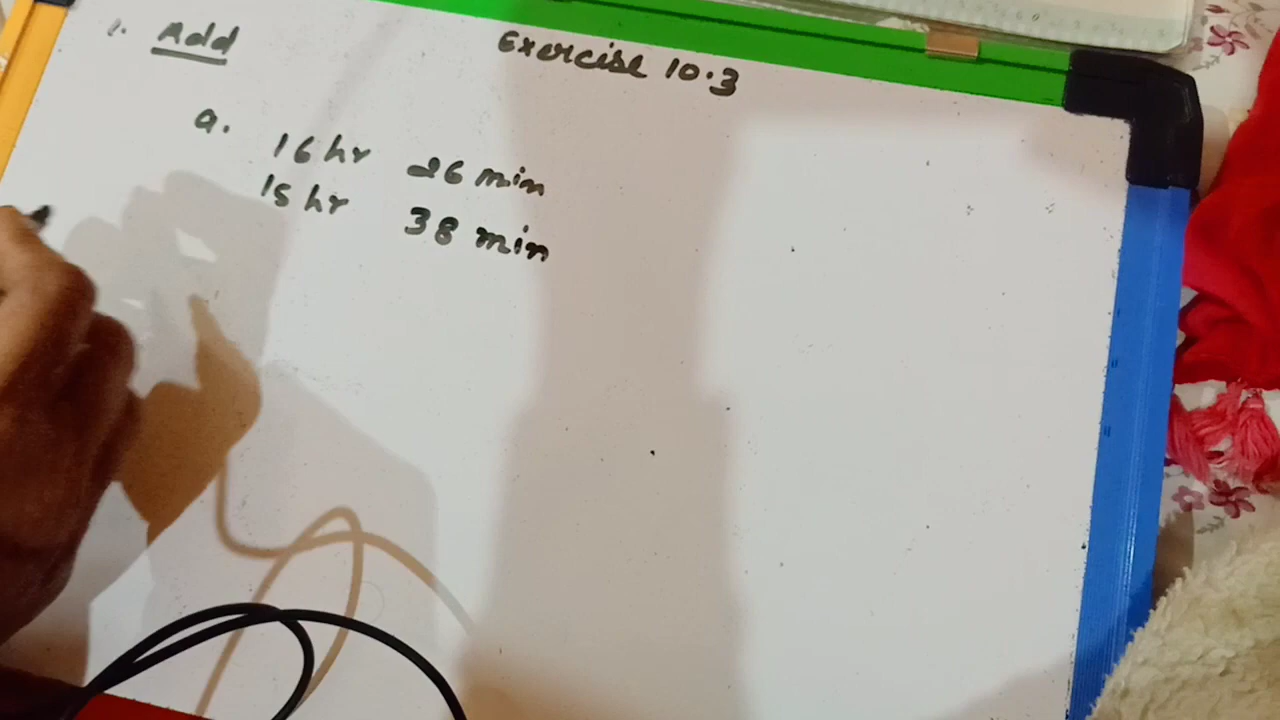 1. Add
Exercise 10.3
a.
16 hr 26 min
15 hr 38 min